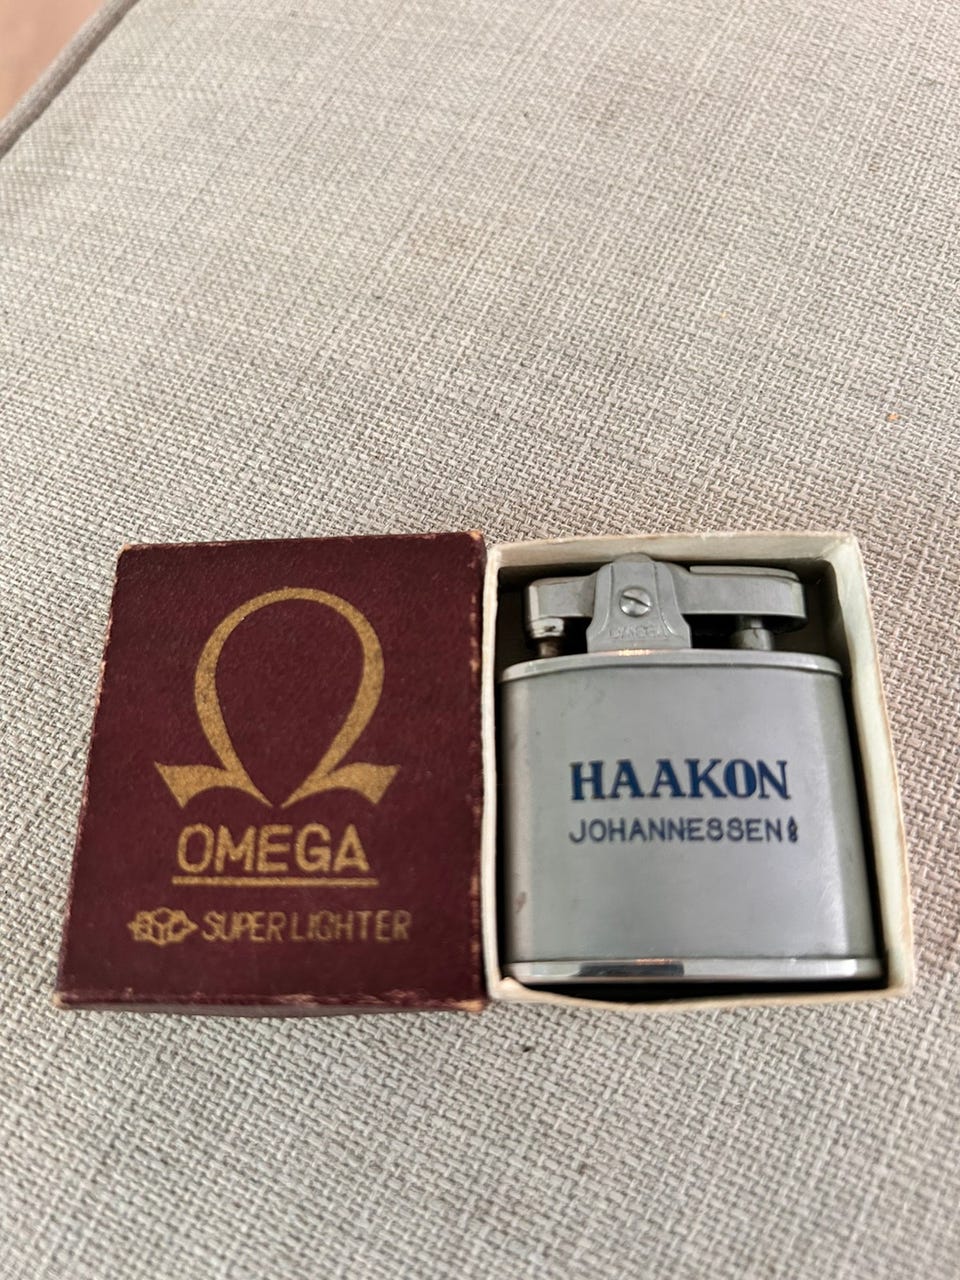 Ω
OMEGA
SUPER LIGHTER
HAAKON
JOHANNESSEN